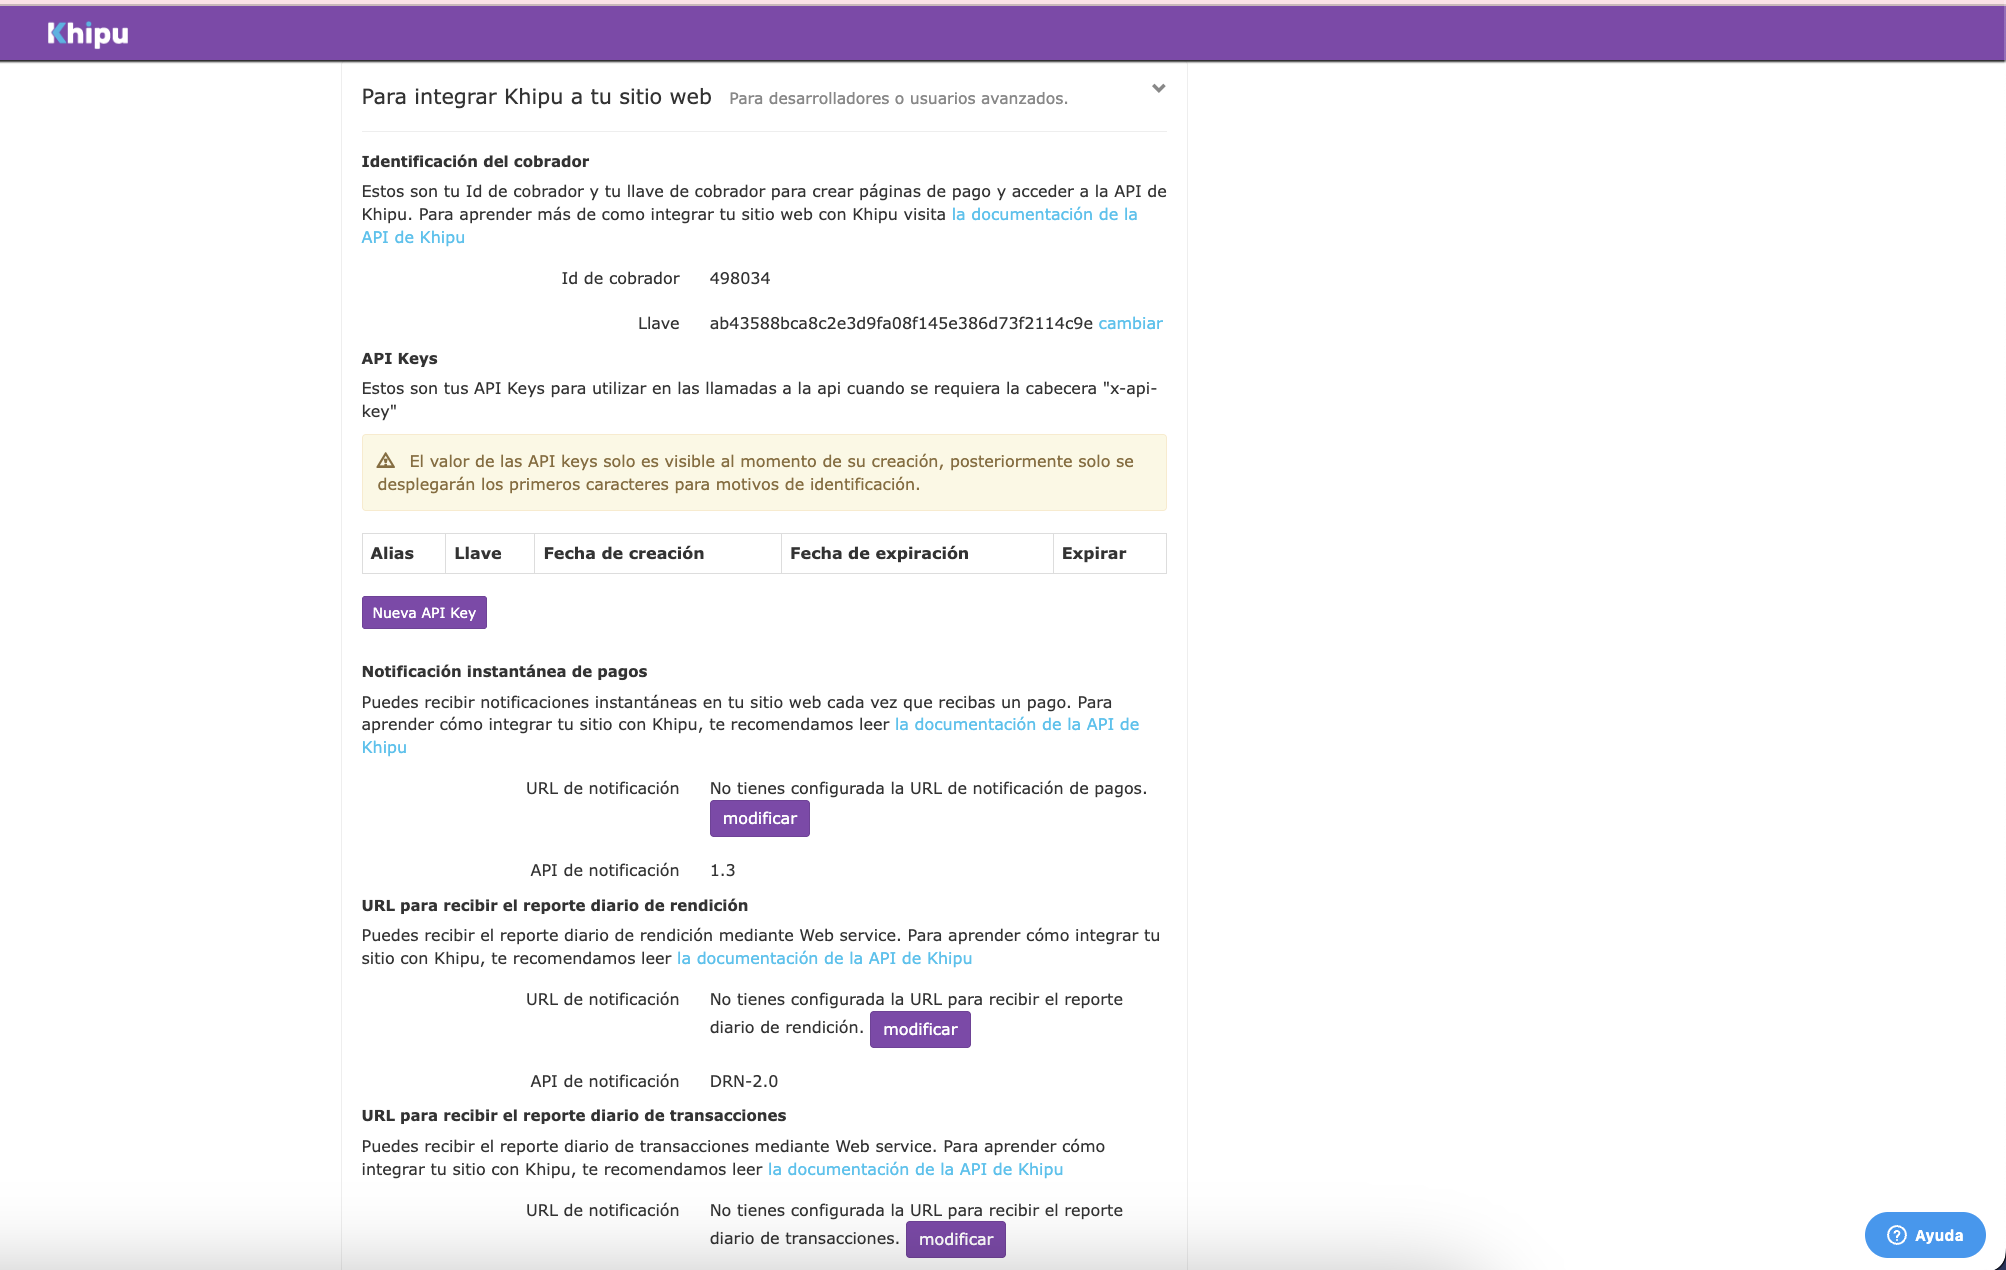 Khipu
Para integrar Khipu a tu sitio web Para desarrolladores o usuarios avanzados.
Identificación del cobrador
Estos son tu Id de cobrador y tu llave de cobrador para crear páginas de pago y acceder a la API de
Khipu. Para aprender más de como integrar tu sitio web con Khipu visita la documentación de la
API de Khipu
Id de cobrador 498034
Llave ab43588bca8c2e3d9fa08f145e386d73f2114c9e cambiar
API Keys
Estos son tus API Keys para utilizar en las llamadas a la api cuando se requiera la cabecera "x-api-
key"
El valor de las API keys solo es visible al momento de su creación, posteriormente solo se
desplegarán los primeros caracteres para motivos de identificación.
Alias Llave Fecha de creación Fecha de expiración Expirar
Nueva API Key
Notificación instantánea de pagos
Puedes recibir notificaciones instantáneas en tu sitio web cada vez que recibas un pago. Para
aprender cómo integrar tu sitio con Khipu, te recomendamos leer la documentación de la API de
Khipu
URL de notificación No tienes configurada la URL de notificación de pagos.
modificar
API de notificación 1.3
URL para recibir el reporte diario de rendición
Puedes recibir el reporte diario de rendición mediante Web service. Para aprender cómo integrar tu
sitio con Khipu, te recomendamos leer la documentación de la API de Khipu
URL de notificación No tienes configurada la URL para recibir el reporte
diario de rendición. modificar
API de notificación DRN-2.0
URL para recibir el reporte diario de transacciones
Puedes recibir el reporte diario de transacciones mediante Web service. Para aprender cómo
integrar tu sitio con Khipu, te recomendamos leer la documentación de la API de Khipu
URL de notificación No tienes configurada la URL para recibir el reporte
diario de transacciones. modificar
Ayuda